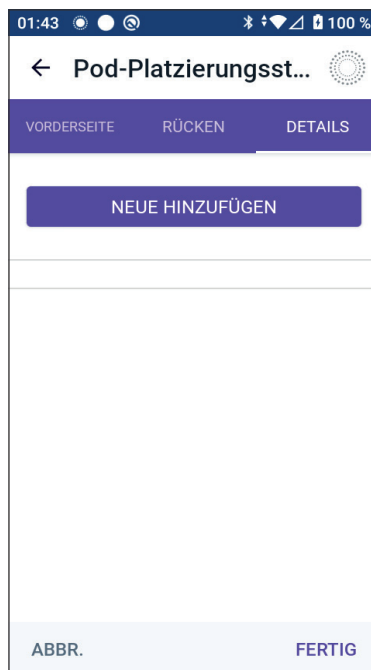 01:43 100 %
Pod-Platzierungsst...
VORDERSEITE RÜCKEN DETAILS
NEUE HINZUFÜGEN
ABBR. FERTIG